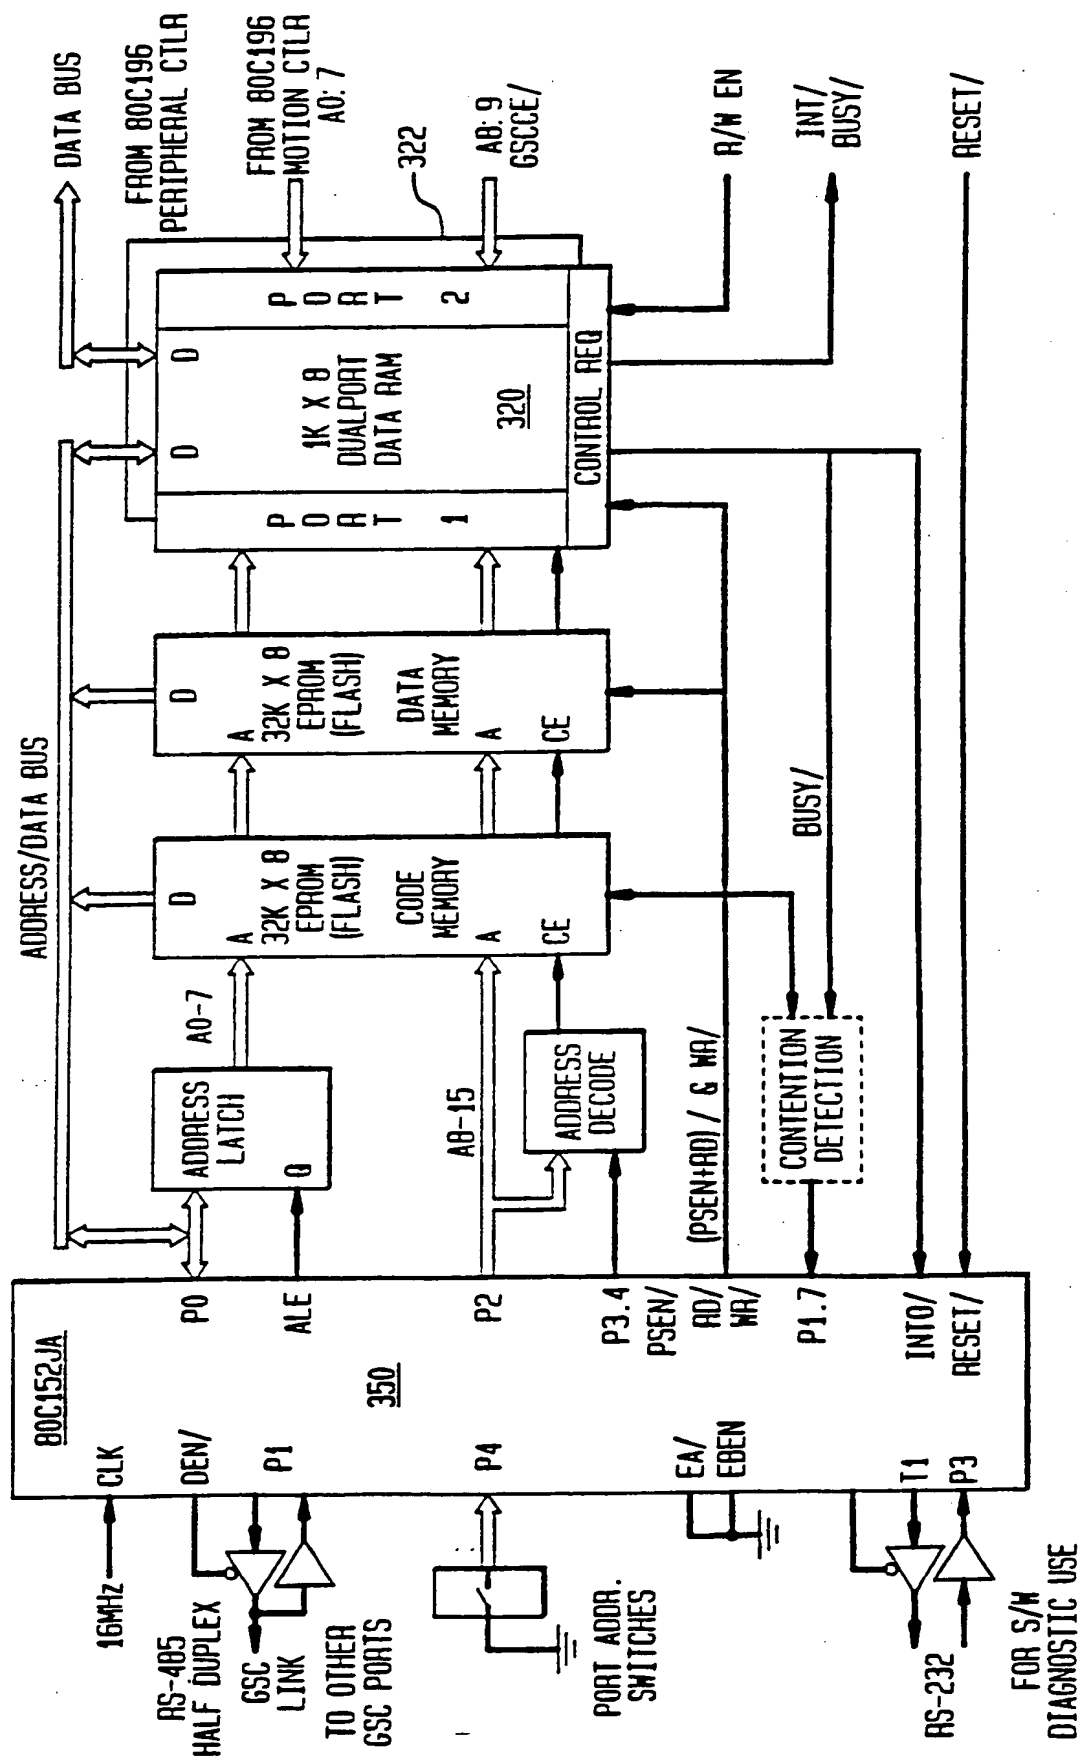 16MHz
RS-485
HALF DUPLEX
GSC
LINK
TO OTHER
GSC PORTS
PORT ADDR.
SWITCHES
RS-232
FOR S/W
DIAGNOSTIC USE
80C152JA
350
CLK
DEN/
P1
P4
EA/
EBEN
T1
P3
P0
ALE
P2
P3.4
PSEN/
RD/
WR/
P1.7
INT0/
RESET/
ADDRESS/DATA BUS
ADDRESS
LATCH
Q
A0-7
A8-15
ADDRESS
DECODE
(PSEN+RD)/ & WR/
CONTENTION
DETECTION
BUSY/
D
A
32K X 8
EPROM
(FLASH)
CODE
MEMORY
A
CE
D
A
32K X 8
EPROM
(FLASH)
DATA
MEMORY
A
CE
PORT 1
D
D
1K X 8
DUALPORT
DATA RAM
320
PORT 2
CONTROL REQ
322
DATA BUS
FROM 80C196
PERIPHERAL CTLR
FROM 80C196
MOTION CTLR
A0:7
A8:9
GSCCE/
R/W EN
INT/
BUSY/
RESET/